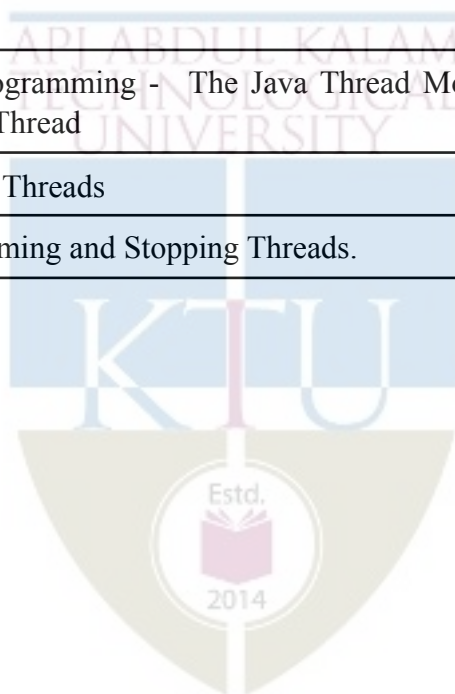 APJ ABDUL KALAM
ogramming - The Java Thread Mo
TECHNOLOGICAL
Thread
UNIVERSITY
Threads
ming and Stopping Threads.
KTU
Estd.
2014